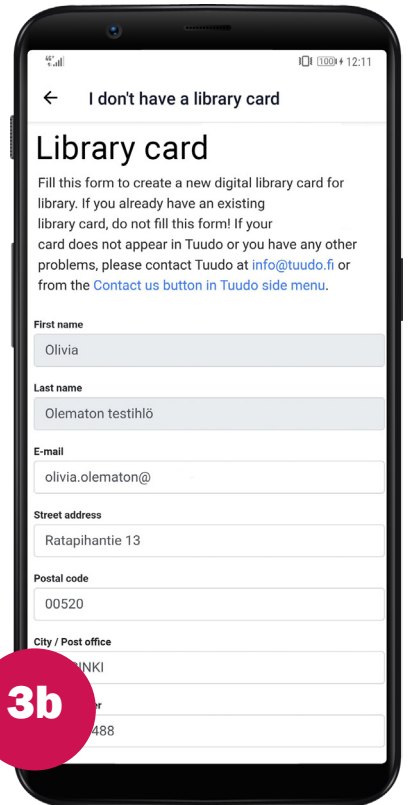 4G+
100 12:11
← I don't have a library card
Library card
Fill this form to create a new digital library card for
library. If you already have an existing
library card, do not fill this form! If your
card does not appear in Tuudo or you have any other
problems, please contact Tuudo at info@tuudo.fi or
from the Contact us button in Tuudo side menu.
First name
Olivia
Last name
Olematon testihlö
E-mail
olivia.olematon@
Street address
Ratapihantie 13
Postal code
00520
City / Post office
INKI
3b
488